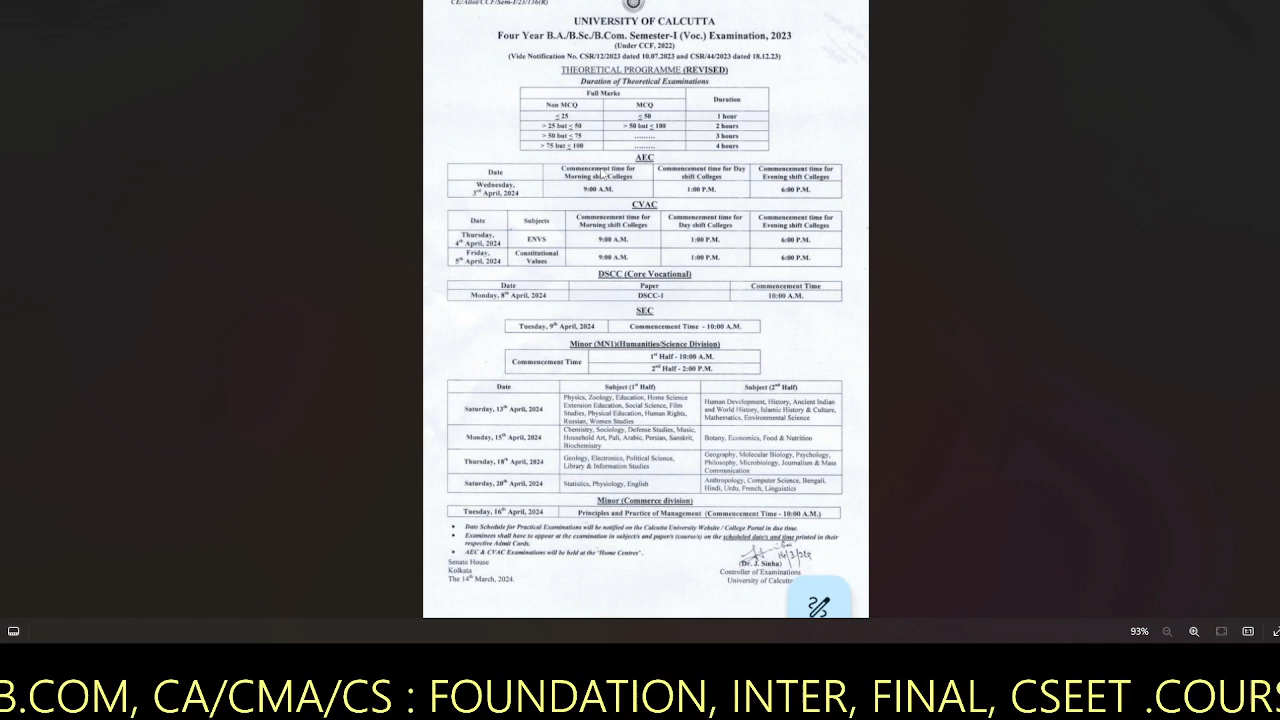 CE/Allot/CCF/Sem-I/23/156(R)
UNIVERSITY OF CALCUTTA
Four Year B.A./B.Sc./B.Com. Semester-I (Voc.) Examination, 2023
(Under CCF, 2022)
(Vide Notification No. CSR/12/2023 dated 10.07.2023 and CSR/44/2023 dated 18.12.23)
THEORETICAL PROGRAMME (REVISED)
Duration of Theoretical Examinations
Full Marks
Duration
Non MCQ MCQ
≤ 25 ≤ 50 1 hour
> 25 but ≤ 50 > 50 but ≤ 100 2 hours
> 50 but ≤ 75 ......... 3 hours
> 75 but ≤ 100 ......... 4 hours
AEC
Date Commencement time for Morning shift Colleges Commencement time for Day shift Colleges Commencement time for Evening shift Colleges
Wednesday, 3rd April, 2024 9:00 A.M. 1:00 P.M. 6:00 P.M.
CVAC
Date Subjects Commencement time for Morning shift Colleges Commencement time for Day shift Colleges Commencement time for Evening shift Colleges
Thursday, 4th April, 2024 ENVS 9:00 A.M. 1:00 P.M. 6:00 P.M.
Friday, 5th April, 2024 Constitutional Values 9:00 A.M. 1:00 P.M. 6:00 P.M.
DSCC (Core Vocational)
Date Paper Commencement Time
Monday, 8th April, 2024 DSCC-1 10:00 A.M.
SEC
Tuesday, 9th April, 2024 Commencement Time - 10:00 A.M.
Minor (MN1)(Humanities/Science Division)
Commencement Time
1st Half - 10:00 A.M.
2nd Half - 2:00 P.M.
Date Subject (1st Half) Subject (2nd Half)
Saturday, 13th April, 2024 Physics, Zoology, Education, Home Science Extension Education, Social Science, Film Studies, Physical Education, Human Rights, Russian, Women Studies Human Development, History, Ancient Indian and World History, Islamic History & Culture, Mathematics, Environmental Science
Monday, 15th April, 2024 Chemistry, Sociology, Defense Studies, Music, Household Art, Pali, Arabic, Persian, Sanskrit, Biochemistry Botany, Economics, Food & Nutrition
Thursday, 18th April, 2024 Geology, Electronics, Political Science, Library & Information Studies Geography, Molecular Biology, Psychology, Philosophy, Microbiology, Journalism & Mass Communication
Saturday, 20th April, 2024 Statistics, Physiology, English Anthropology, Computer Science, Bengali, Hindi, Urdu, French, Linguistics
Minor (Commerce division)
Tuesday, 16th April, 2024 Principles and Practice of Management (Commencement Time - 10:00 A.M.)
• Date Schedule for Practical Examinations will be notified on the Calcutta University Website / College Portal in due time.
• Examinees shall have to appear at the examination in subject/s and paper/s (course/s) on the scheduled date/s and time printed in their
respective Admit Cards.
• AEC & CVAC Examinations will be held at the 'Home Centres'.
Senate House
Kolkata
The 14th March, 2024.
(Dr. J. Sinha)
Controller of Examinations
University of Calcutta
93%
B.COM, CA/CMA/CS : FOUNDATION, INTER, FINAL, CSEET .COURS